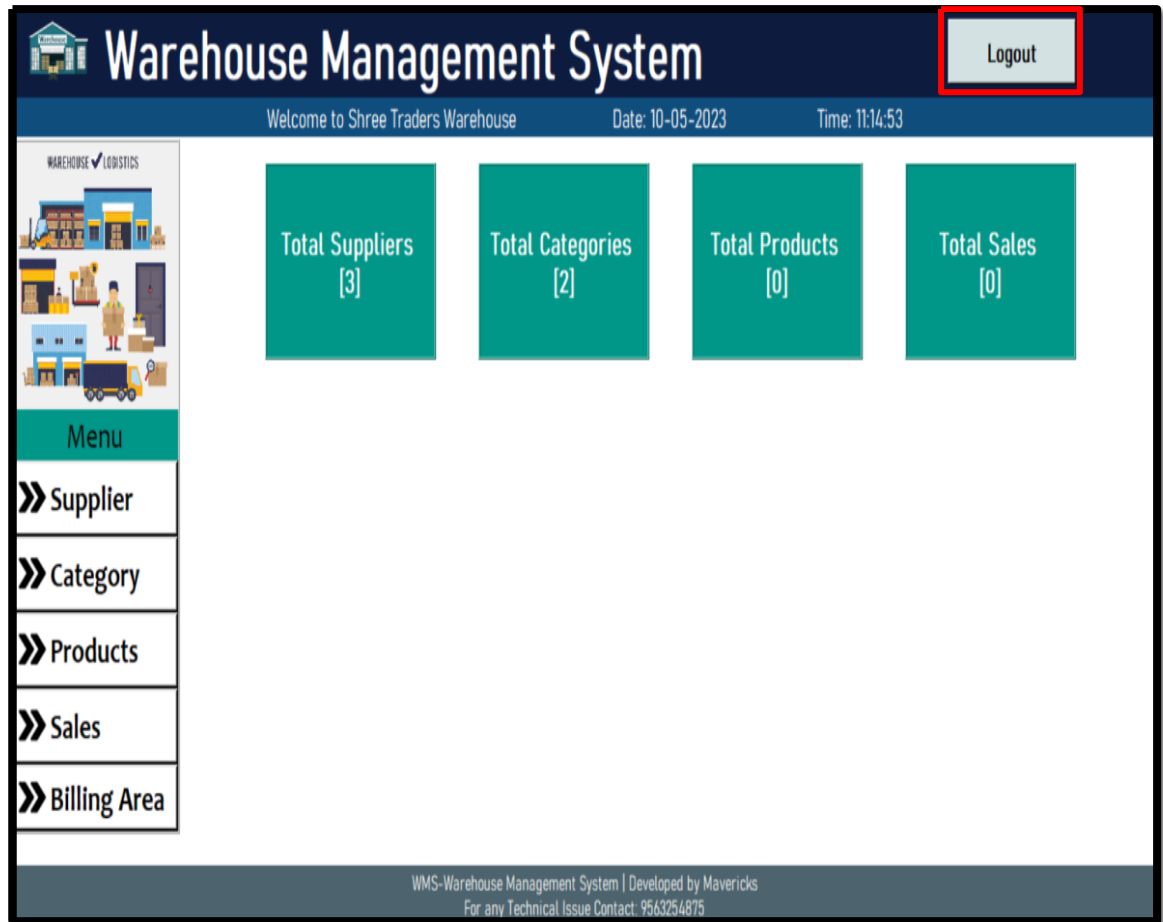 Warehouse Management System
Logout
Welcome to Shree Traders Warehouse Date: 10-05-2023 Time: 11:14:53
WAREHOUSE LOGISTICS
Total Suppliers
[3]
Total Categories
[2]
Total Products
[0]
Total Sales
[0]
Menu
Supplier
Category
Products
Sales
Billing Area
WMS-Warehouse Management System | Developed by Mavericks
For any Technical Issue Contact: 9563254875